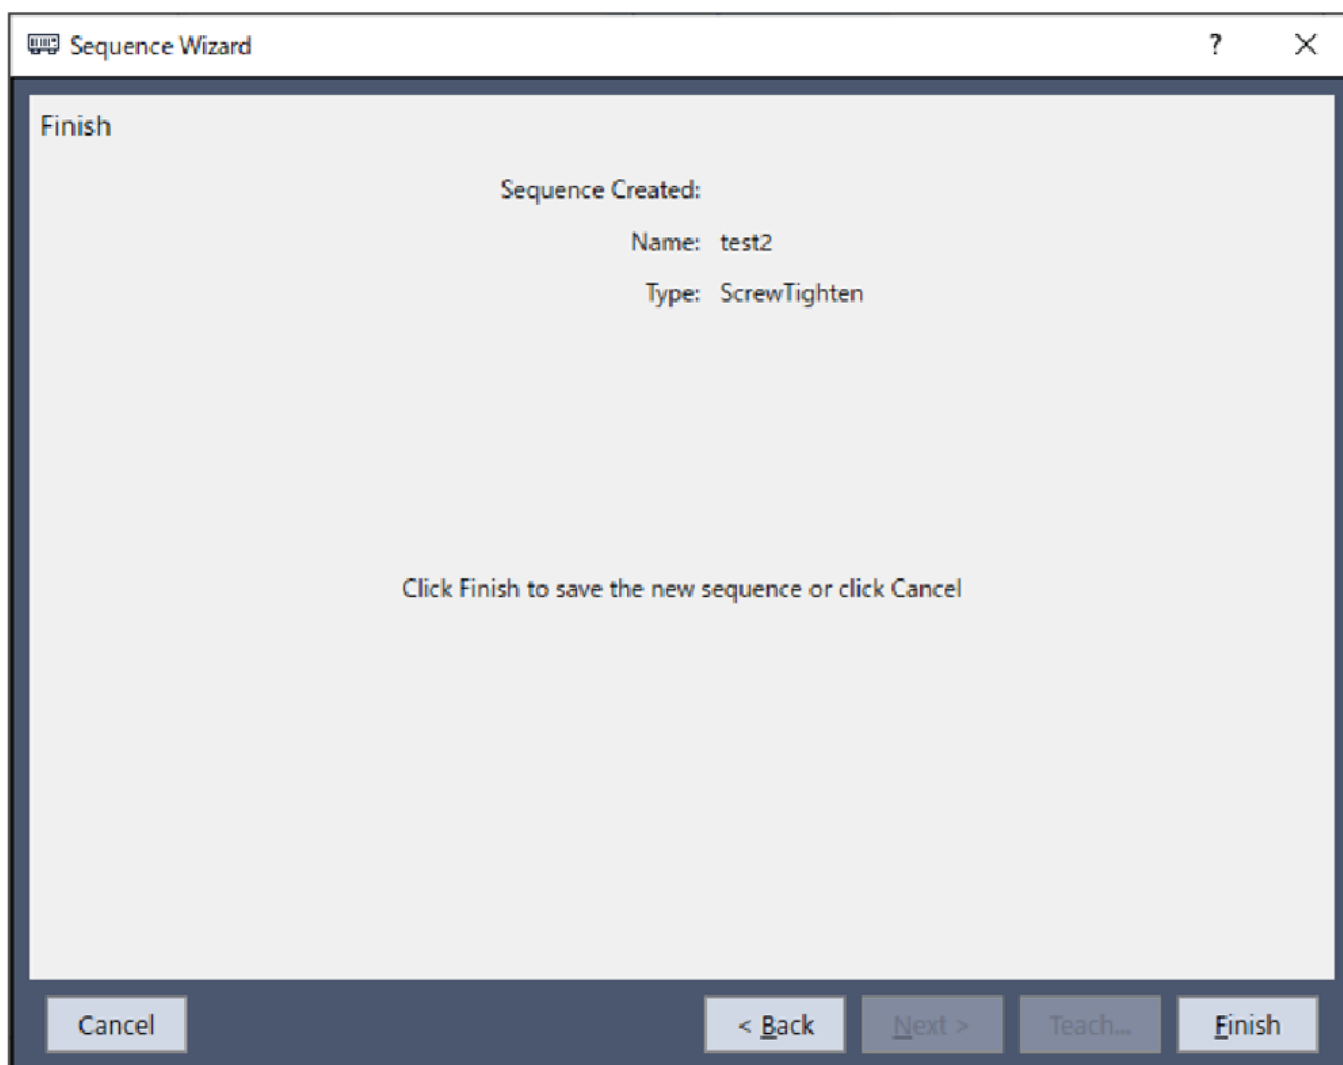 Sequence Wizard
?
Finish
Sequence Created:
Name: test2
Type: ScrewTighten
Click Finish to save the new sequence or click Cancel
Cancel
< Back
Next >
Teach...
Finish